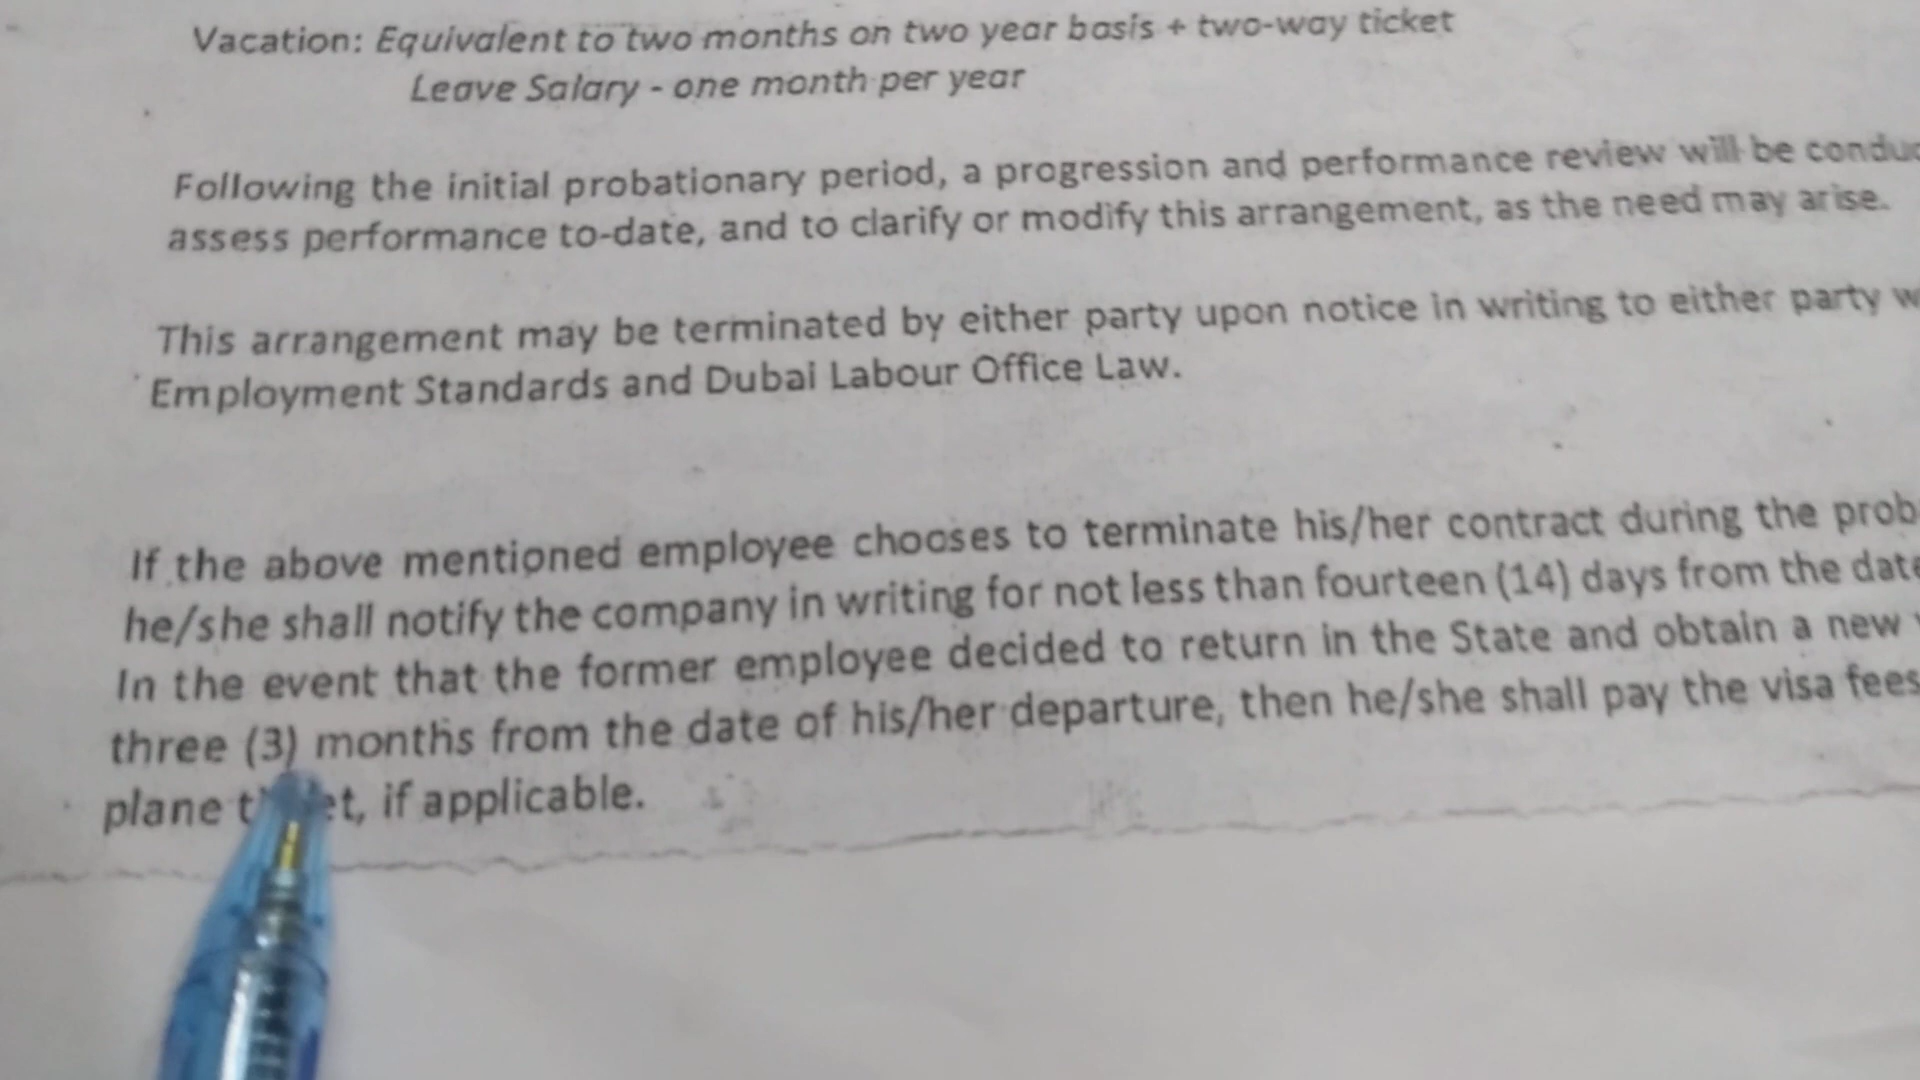 Vacation: Equivalent to two months on two year basis + two-way ticket
Leave Salary - one month per year
Following the initial probationary period, a progression and performance review will be conduc
assess performance to-date, and to clarify or modify this arrangement, as the need may arise.
This arrangement may be terminated by either party upon notice in writing to either party w
Employment Standards and Dubai Labour Office Law.
If the above mentioned employee chooses to terminate his/her contract during the prob
he/she shall notify the company in writing for not less than fourteen (14) days from the date
In the event that the former employee decided to return in the State and obtain a new
three (3) months from the date of his/her departure, then he/she shall pay the visa fees
plane t et, if applicable.